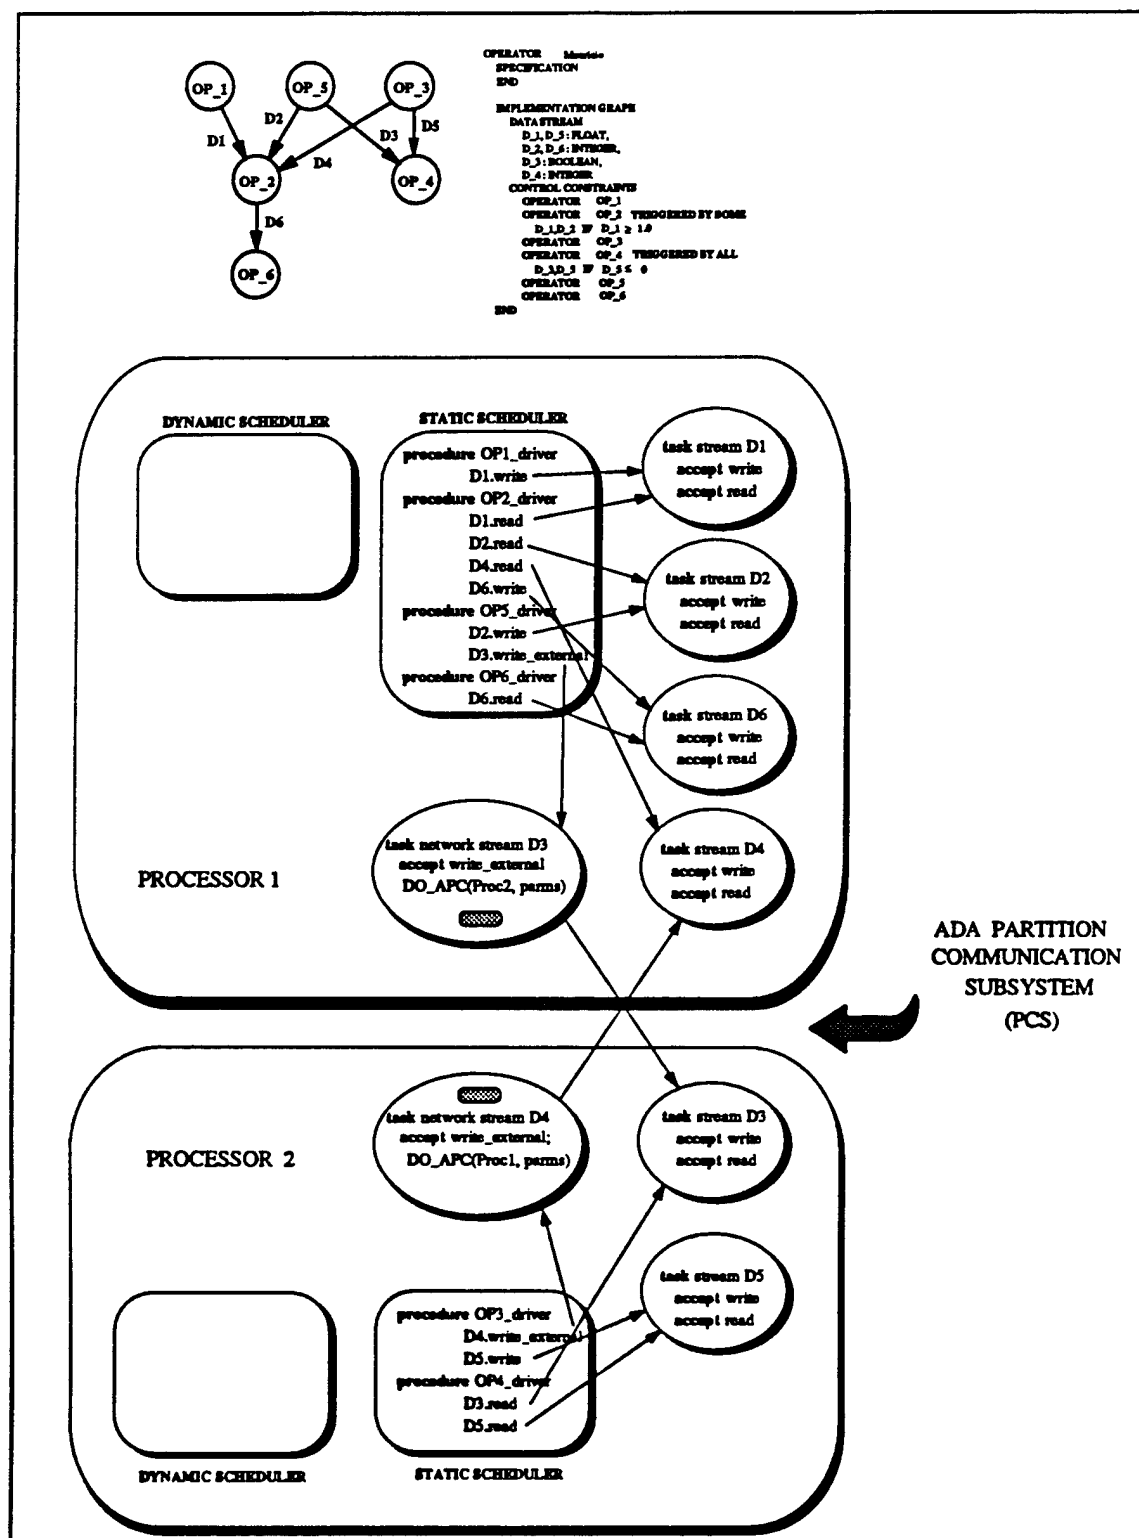 OP_1
OP_5
OP_3
D1
D2
D4
D3
D5
OP_2
OP_4
D6
OP_6
OPERATOR
SPECIFICATION
END
IMPLEMENTATION GRAPH
DATA STREAM
D_1, D_5 : FLOAT,
D_2, D_6 : INTEGER,
D_3 : BOOLEAN,
D_4 : INTEGER
CONTROL CONSTRAINTS
OPERATOR OP_1
OPERATOR OP_2 TRIGGERED BY SOME
D_1,D_2 IF D_1 ≥ 1.0
OPERATOR OP_3
OPERATOR OP_4 TRIGGERED BY ALL
D_3,D_5 IF D_5 ≤ 0
OPERATOR OP_5
OPERATOR OP_6
END
DYNAMIC SCHEDULER
STATIC SCHEDULER
procedure OP1_driver
D1.write
procedure OP2_driver
D1.read
D2.read
D4.read
D6.write
procedure OP5_driver
D2.write
D3.write_external
procedure OP6_driver
D6.read
task stream D1
accept write
accept read
task stream D2
accept write
accept read
task stream D6
accept write
accept read
task stream D4
accept write
accept read
task network stream D3
accept write_external
DO_APC(Proc2, parms)
PROCESSOR 1
ADA PARTITION
COMMUNICATION
SUBSYSTEM
(PCS)
task network stream D4
accept write_external;
DO_APC(Proc1, parms)
PROCESSOR 2
task stream D3
accept write
accept read
task stream D5
accept write
accept read
procedure OP3_driver
D4.write_external
D5.write
procedure OP4_driver
D3.read
D5.read
DYNAMIC SCHEDULER
STATIC SCHEDULER